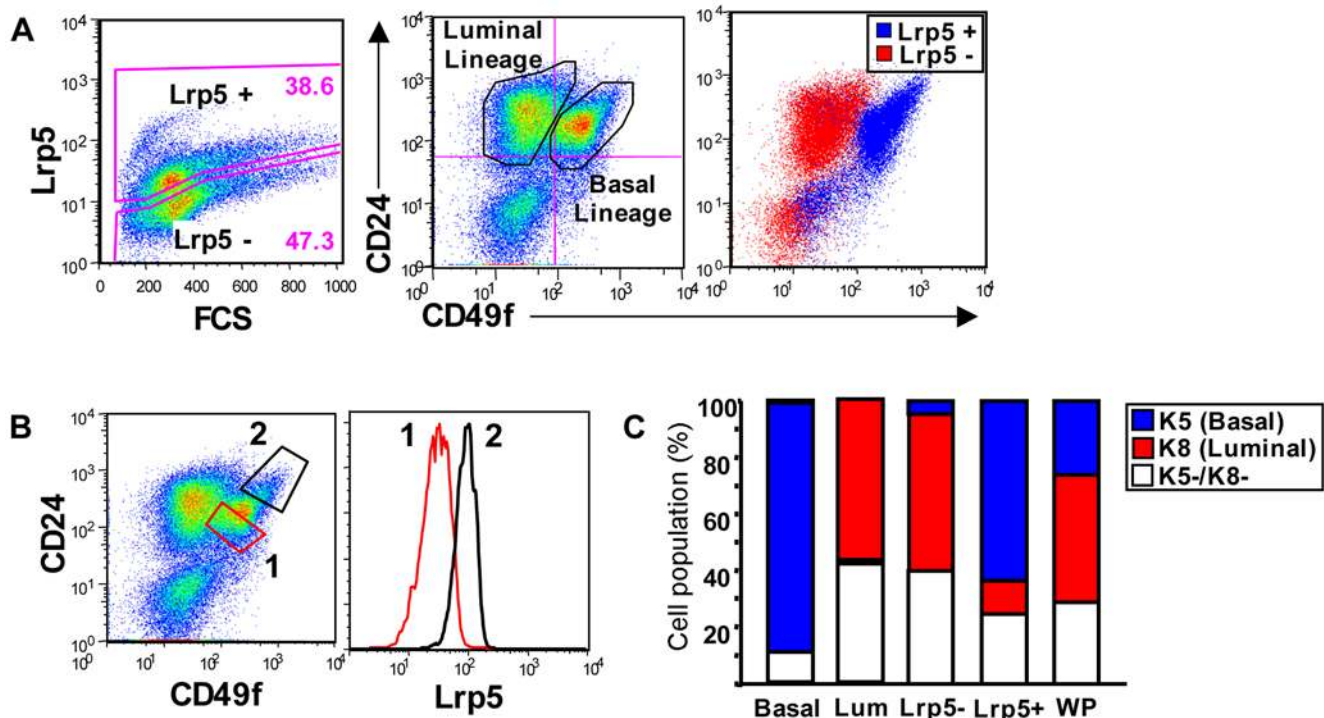 A
Lrp5
10^4
10^3
10^2
10^1
10^0
Lrp5 +
38.6
Lrp5 -
47.3
0 200 400 600 800 1000
FCS
CD24
10^4
10^3
10^2
10^1
10^0
Luminal
Lineage
Basal
Lineage
10^0 10^1 10^2 10^3 10^4
CD49f
10^4
10^3
10^2
10^1
10^0
Lrp5 +
Lrp5 -
10^0 10^1 10^2 10^3 10^4
B
CD24
10^4
10^3
10^2
10^1
10^0
2
1
10^0 10^1 10^2 10^3 10^4
CD49f
1 2
10^1 10^2 10^3 10^4
Lrp5
C
Cell population (%)
100
80
60
40
20
Basal Lum Lrp5- Lrp5+ WP
K5 (Basal)
K8 (Luminal)
K5-/K8-